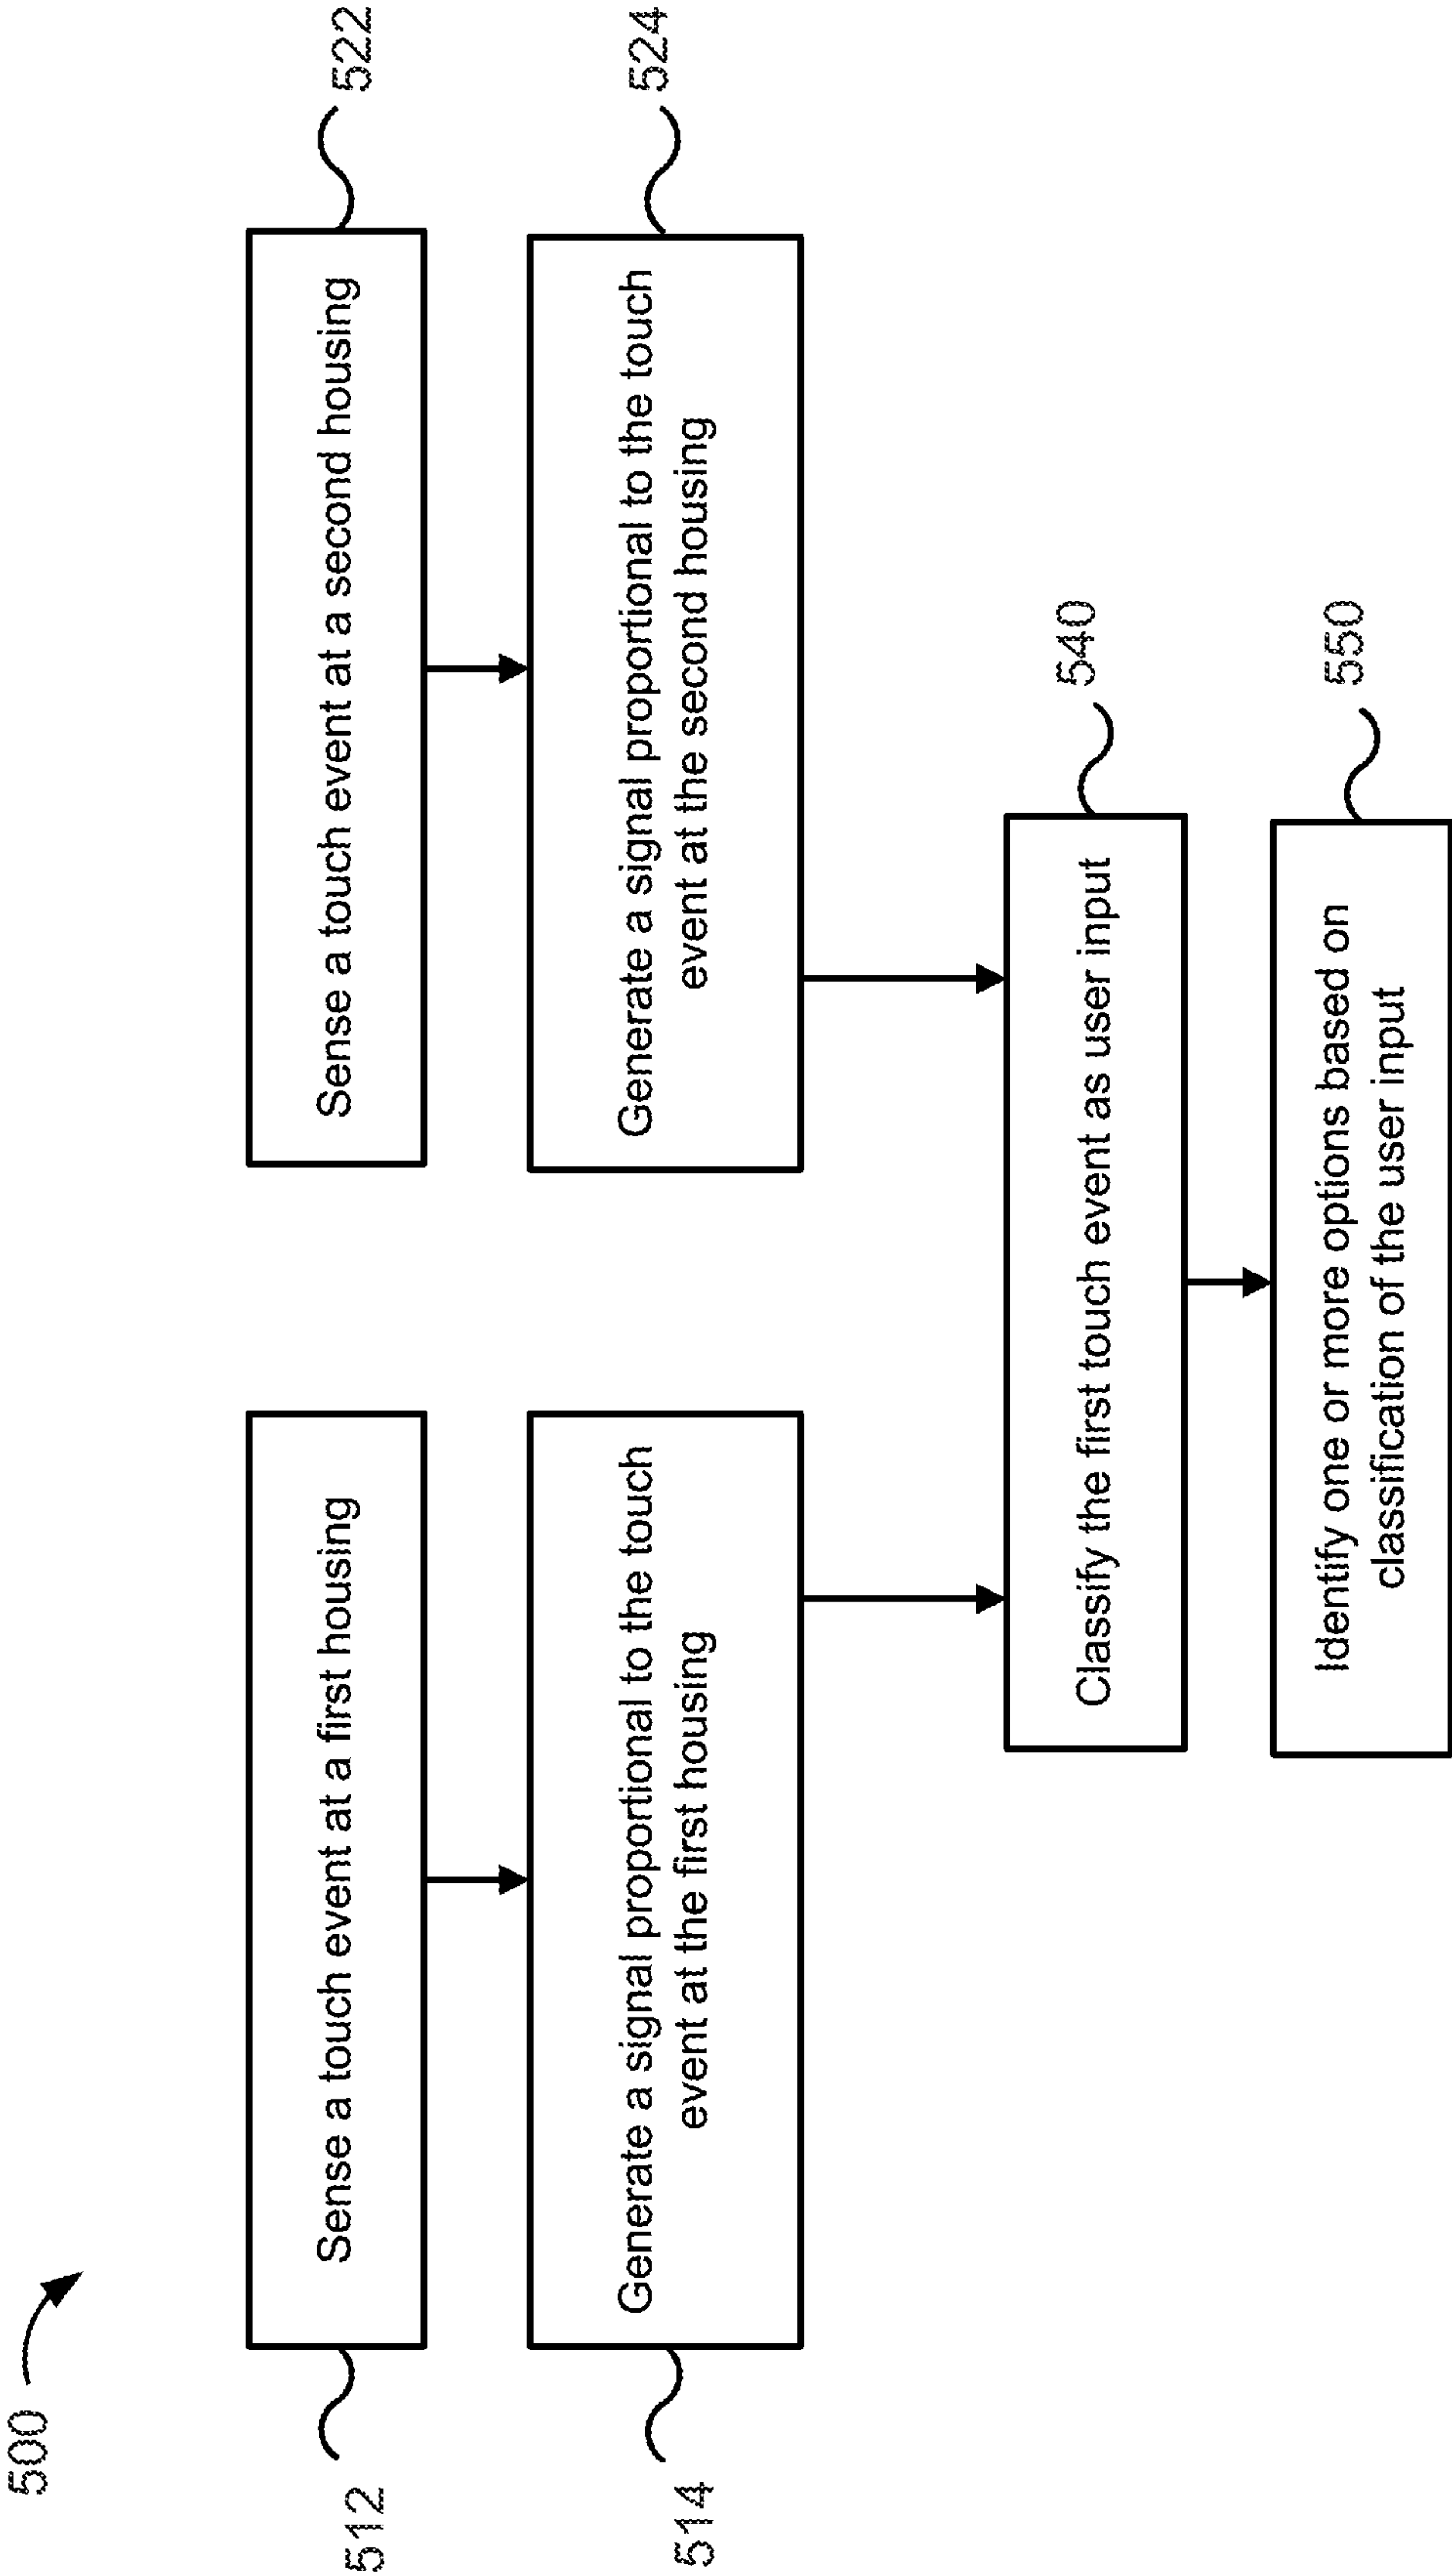 500
512
Sense a touch event at a first housing
Sense a touch event at a second housing
522
514
Generate a signal proportional to the touch
event at the first housing
Generate a signal proportional to the touch
event at the second housing
524
Classify the first touch event as user input
540
Identify one or more options based on
classification of the user input
550